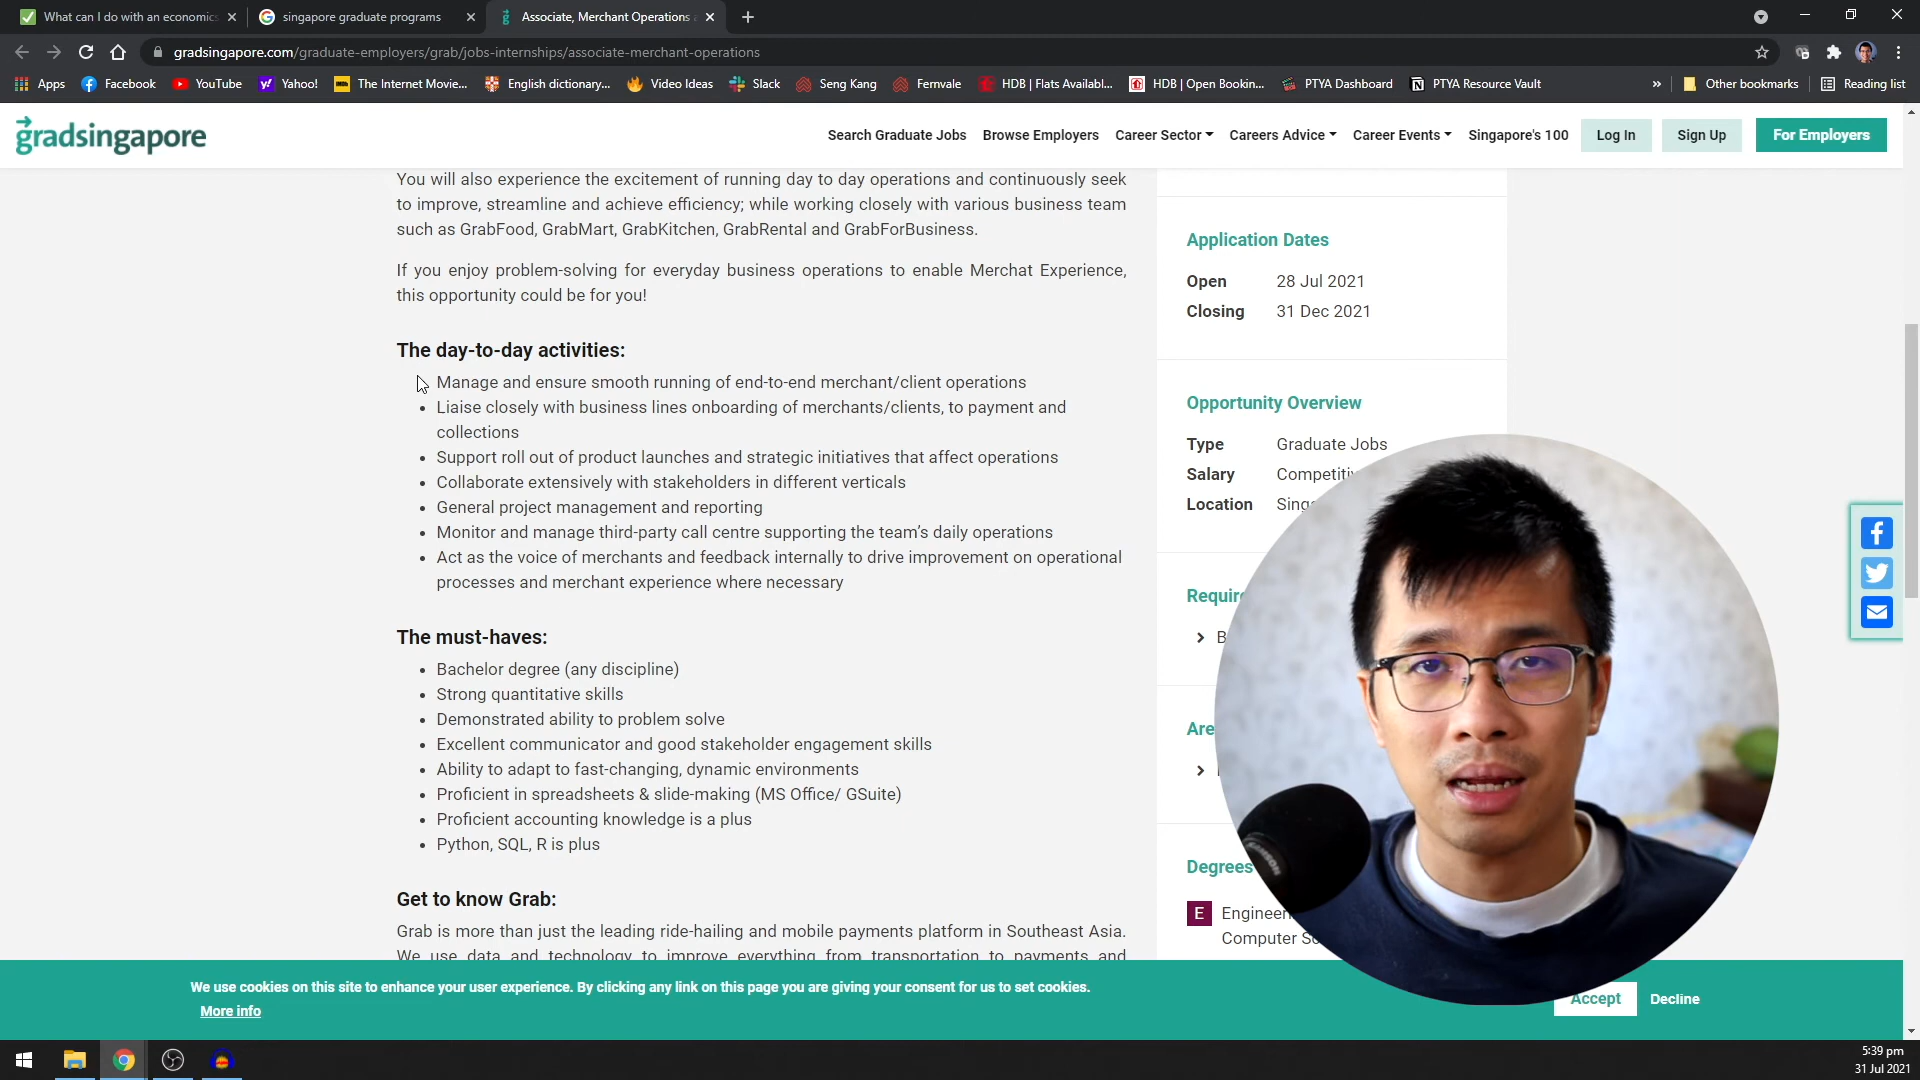 What can I do with an economics
singapore graduate programs
Associate, Merchant Operations
gradsingapore.com/graduate-employers/grab/jobs-internships/associate-merchant-operations
Apps
Facebook
YouTube
Yahoo!
The Internet Movie...
English dictionary...
Video Ideas
Slack
Seng Kang
Fernvale
HDB | Flats Availabl...
HDB | Open Bookin...
PTYA Dashboard
PTYA Resource Vault
»
Other bookmarks
Reading list
gradsingapore
Search Graduate Jobs
Browse Employers
Career Sector
Careers Advice
Career Events
Singapore's 100
Log In
Sign Up
For Employers
You will also experience the excitement of running day to day operations and continuously seek
to improve, streamline and achieve efficiency; while working closely with various business team
such as GrabFood, GrabMart, GrabKitchen, GrabRental and GrabForBusiness.
If you enjoy problem-solving for everyday business operations to enable Merchat Experience,
this opportunity could be for you!
The day-to-day activities:
Manage and ensure smooth running of end-to-end merchant/client operations
• Liaise closely with business lines onboarding of merchants/clients, to payment and
collections
• Support roll out of product launches and strategic initiatives that affect operations
• Collaborate extensively with stakeholders in different verticals
• General project management and reporting
• Monitor and manage third-party call centre supporting the team's daily operations
• Act as the voice of merchants and feedback internally to drive improvement on operational
processes and merchant experience where necessary
The must-haves:
• Bachelor degree (any discipline)
• Strong quantitative skills
• Demonstrated ability to problem solve
• Excellent communicator and good stakeholder engagement skills
• Ability to adapt to fast-changing, dynamic environments
• Proficient in spreadsheets & slide-making (MS Office/ GSuite)
• Proficient accounting knowledge is a plus
• Python, SQL, R is plus
Get to know Grab:
Grab is more than just the leading ride-hailing and mobile payments platform in Southeast Asia.
We use data and technology to improve everything from transportation to payments and
Application Dates
Open 28 Jul 2021
Closing 31 Dec 2021
Opportunity Overview
Type Graduate Jobs
Salary Competitiv
Location Sing
Require
B
Are
Degrees
E Engineer
Computer Sc
We use cookies on this site to enhance your user experience. By clicking any link on this page you are giving your consent for us to set cookies.
More info
Accept
Decline
5:39 pm
31 Jul 2021